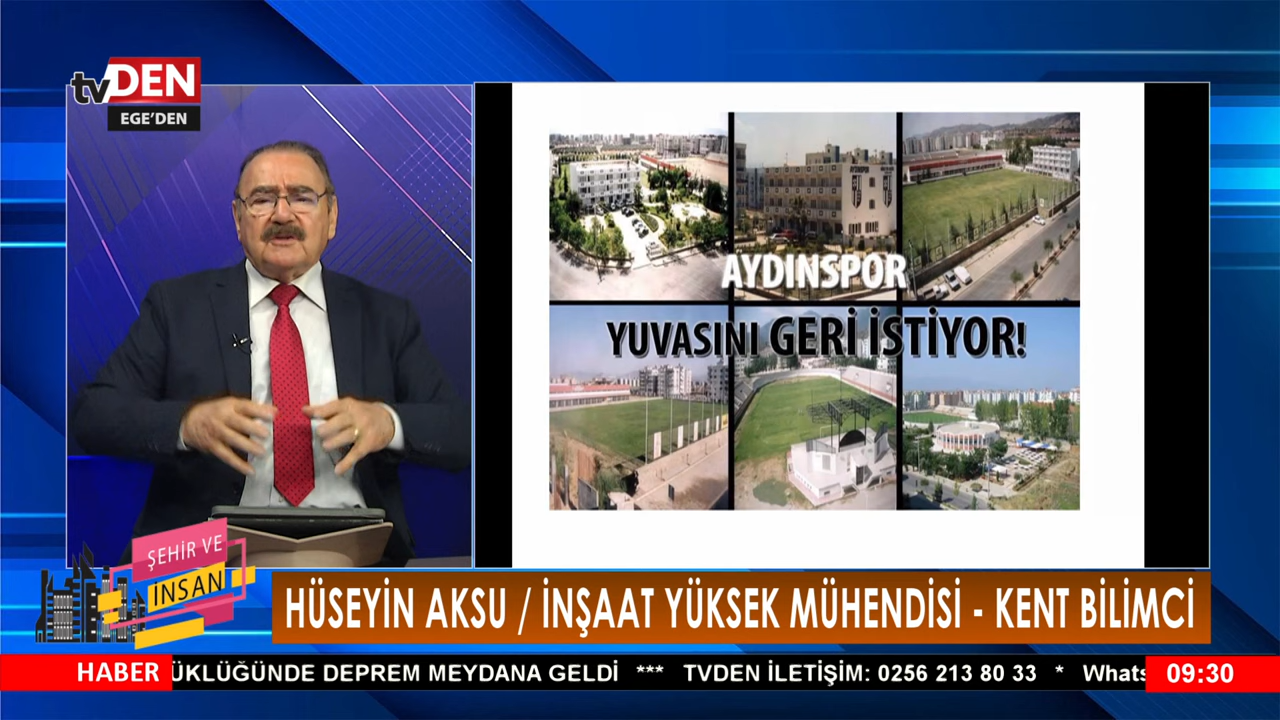 tvDEN
EGE'DEN
AYDINSPOR
AYDINSPOR
YUVASINI GERİ İSTİYOR!
ŞEHİR VE
İNSAN
HÜSEYİN AKSU / İNŞAAT YÜKSEK MÜHENDİSİ - KENT BİLİMCİ
HABER ÜKLÜĞÜNDE DEPREM MEYDANA GELDİ *** TVDEN İLETİŞİM: 0256 213 80 33 * Whats 09:30